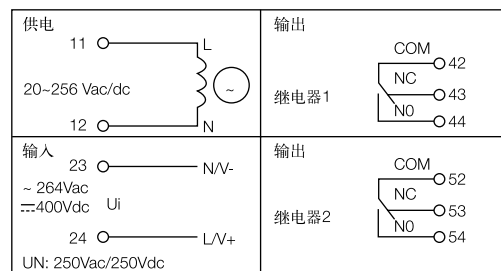 供电
11 L
20~256 Vac/dc ~
12 N
输出
COM
42
NC
继电器1 43
N0
44
输入
23 N/V-
~ 264Vac
⎓400Vdc Ui
24 L/V+
UN: 250Vac/250Vdc
输出
COM
52
NC
继电器2 53
N0
54